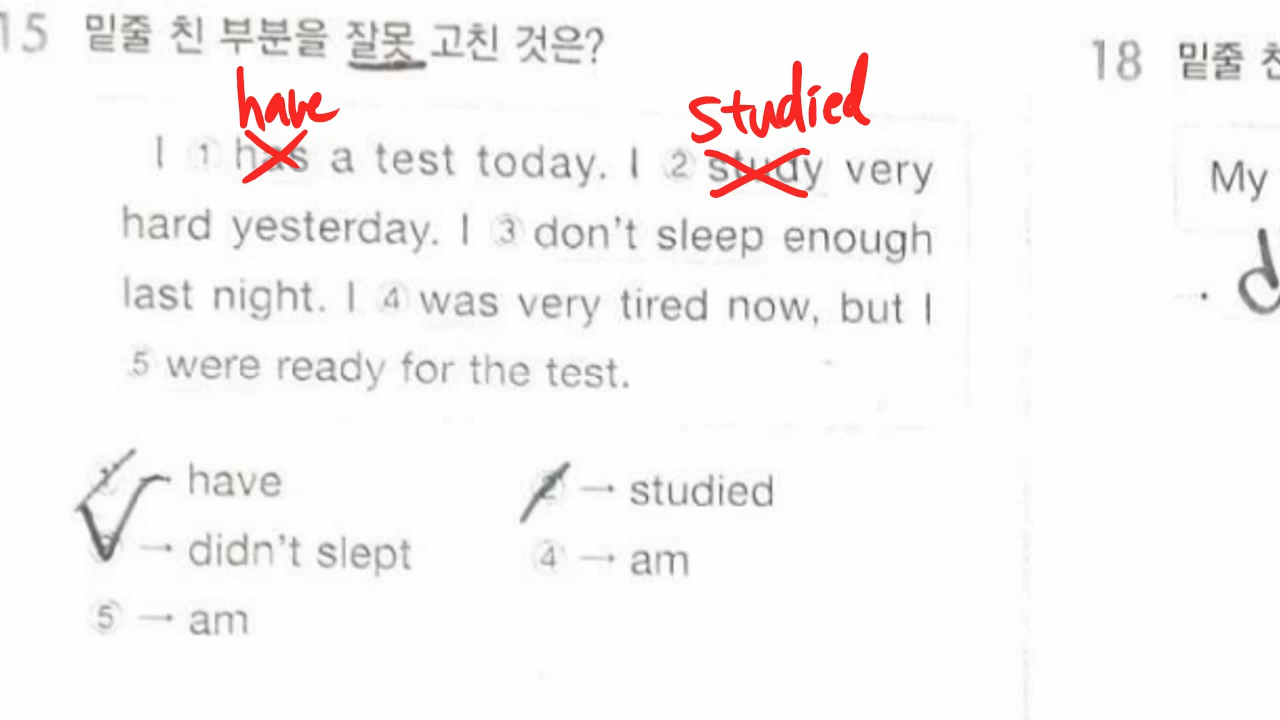 15 밑줄 친 부분을 잘못 고친 것은?
have studied
I ① has a test today. I ② study very
hard yesterday. I ③ don't sleep enough
last night. I ④ was very tired now, but I
⑤ were ready for the test.
have
② → studied
→ didn't slept
④ → am
⑤ → am
18 밑줄 친
My